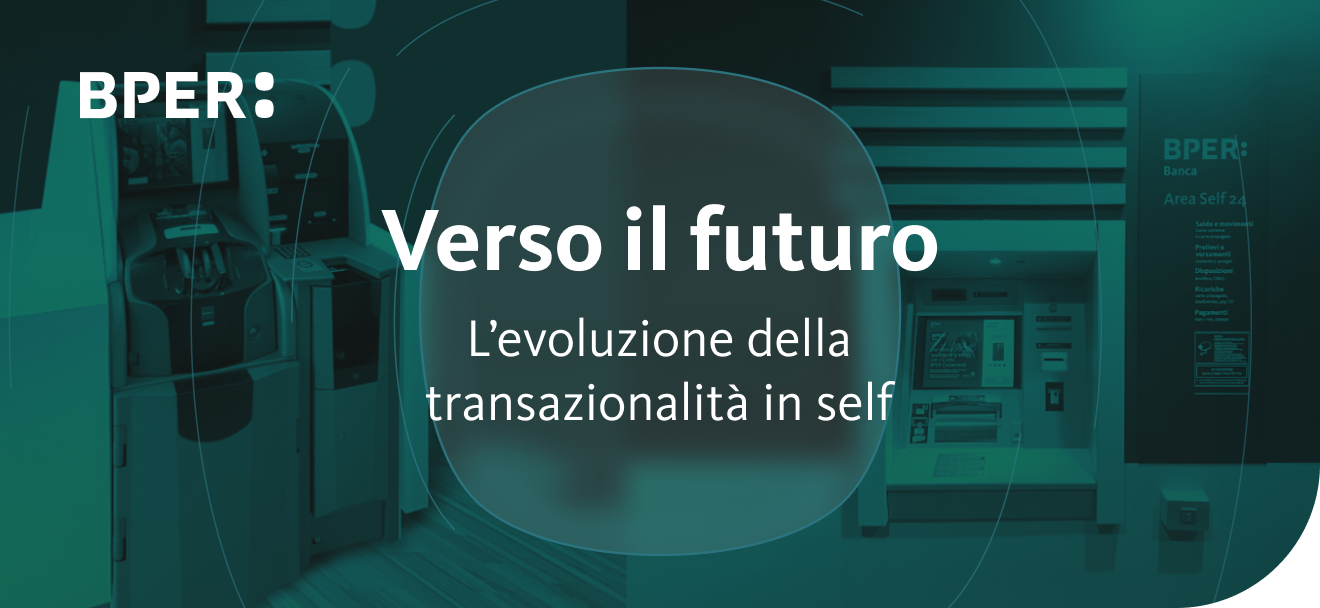 BPER:
Verso il futuro
L’evoluzione della
transazionalità in self
BPER:
Banca
Area Self 24
Saldo e movimenti
Prelievi e
versamenti
Disposizioni
Ricariche
Pagamenti